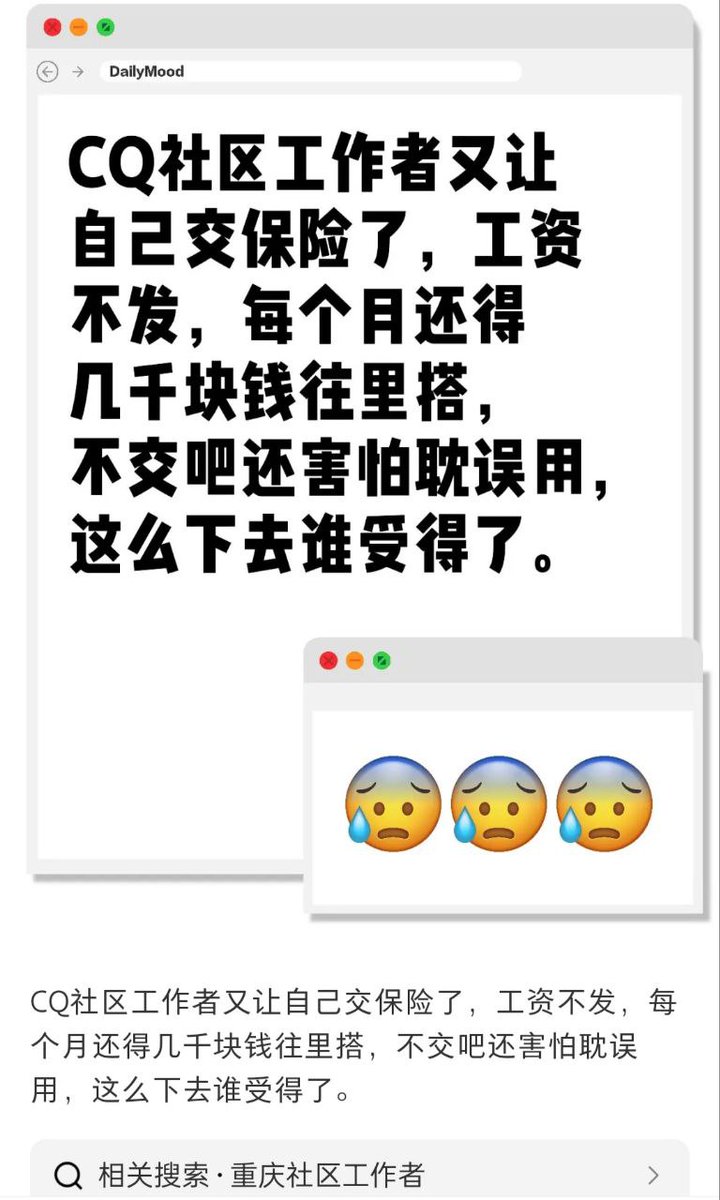 DailyMood
CQ社区工作者又让
自己交保险了，工资
不发，每个月还得
几千块钱往里搭，
不交吧还害怕耽误用，
这么下去谁受得了。
CQ社区工作者又让自己交保险了，工资不发，每
个月还得几千块钱往里搭，不交吧还害怕耽误
用，这么下去谁受得了。
相关搜索·重庆社区工作者